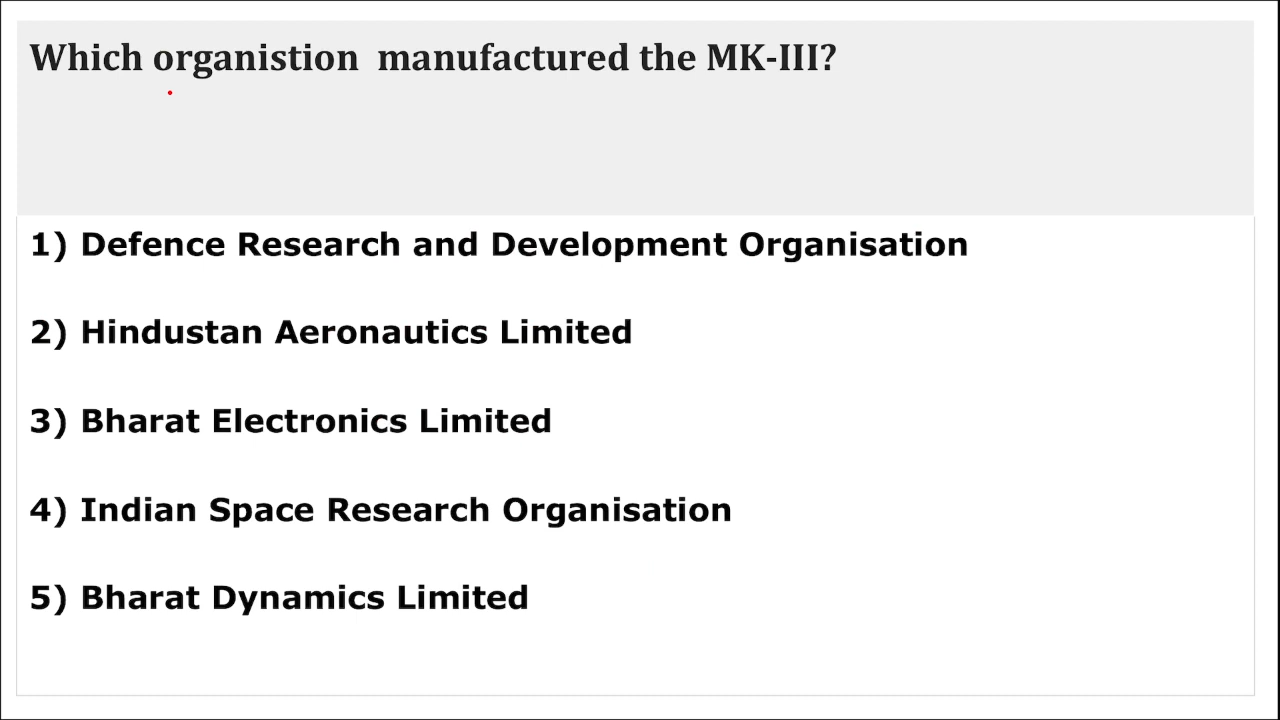 Which organistion  manufactured the MK-III?
1) Defence Research and Development Organisation
2) Hindustan Aeronautics Limited
3) Bharat Electronics Limited
4) Indian Space Research Organisation
5) Bharat Dynamics Limited